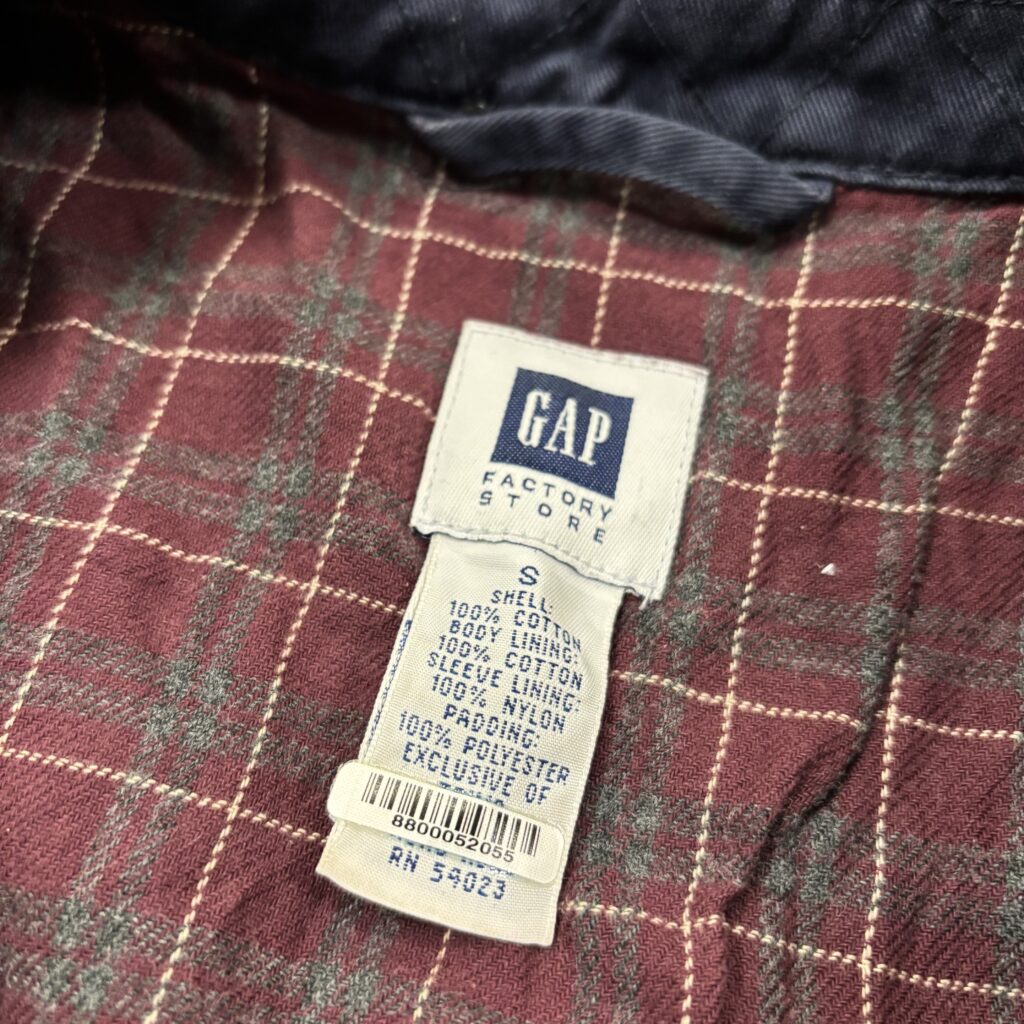 GAP
FACTORY
STORE
S
SHELL:
100% COTTON
BODY LINING:
100% COTTON
SLEEVE LINING:
100% NYLON
PADDING:
100% POLYESTER
EXCLUSIVE OF
8800052055
RN 54023